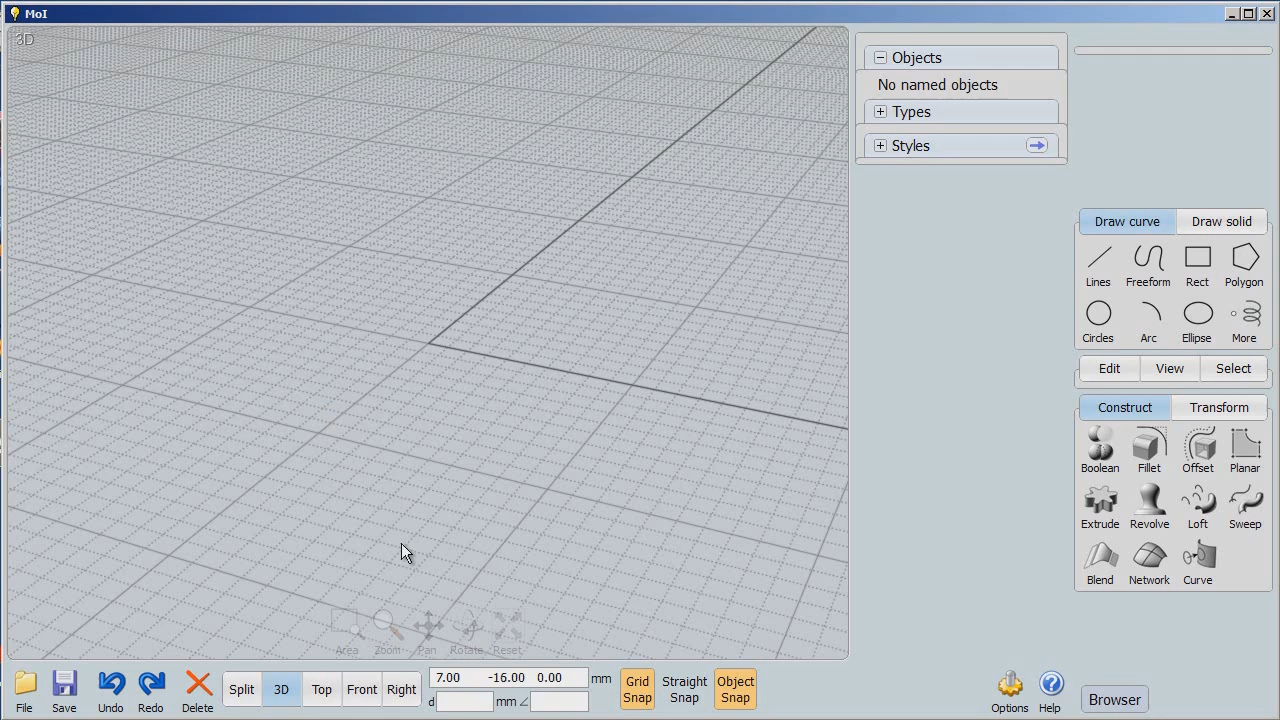 MoI
3D
Objects
No named objects
Types
Styles
Draw curve Draw solid
Lines Freeform Rect Polygon
Circles Arc Ellipse More
Edit View Select
Construct Transform
Boolean Fillet Offset Planar
Extrude Revolve Loft Sweep
Blend Network Curve
Area Zoom Pan Rotate Reset
File Save Undo Redo Delete
Split 3D Top Front Right
7.00 -16.00 0.00 mm
d mm ∠
Grid Snap
Straight Snap
Object Snap
Options Help
Browser